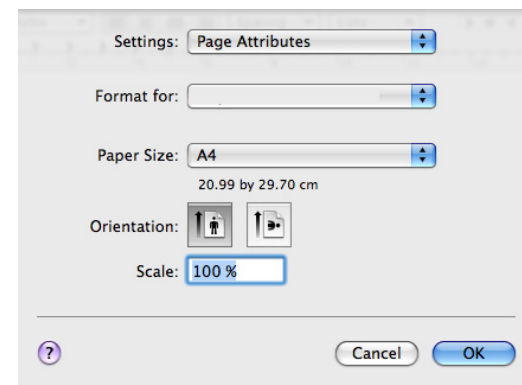 Settings: Page Attributes
Format for:
Paper Size: A4
20.99 by 29.70 cm
Orientation:
Scale: 100 %
?
Cancel OK